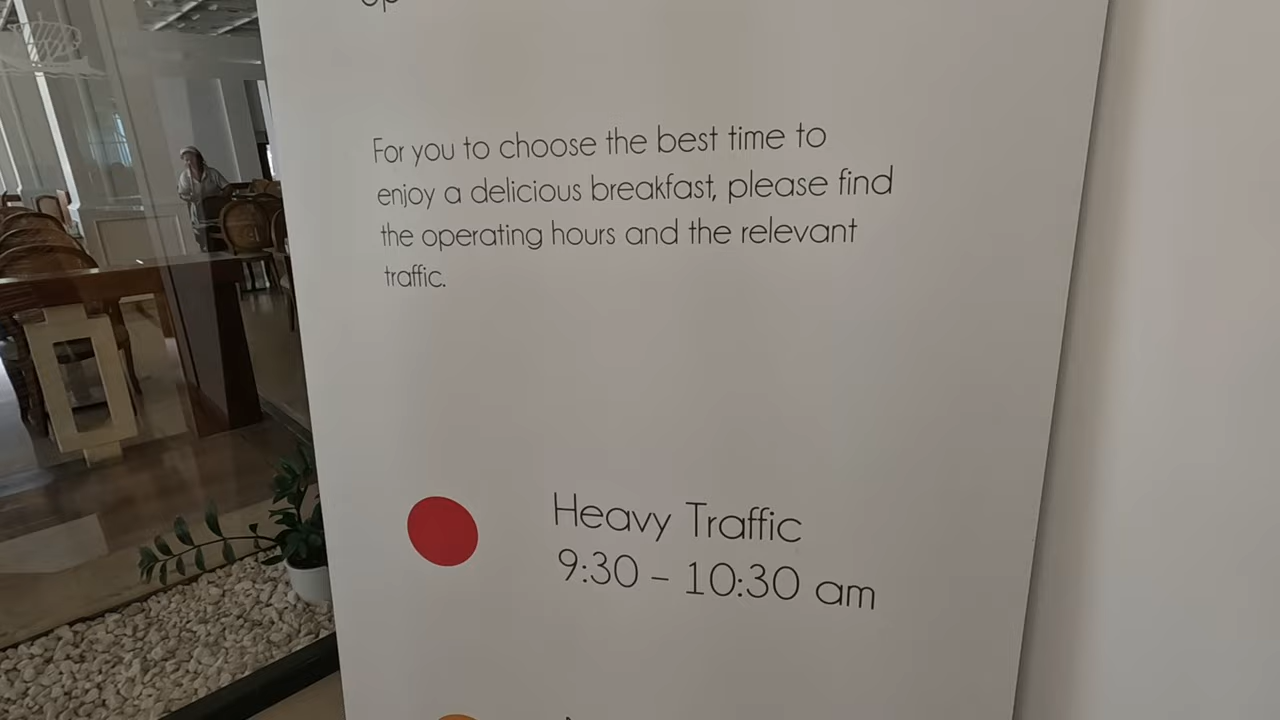 For you to choose the best time to
enjoy a delicious breakfast, please find
the operating hours and the relevant
traffic.
Heavy Traffic
9:30 – 10:30 am